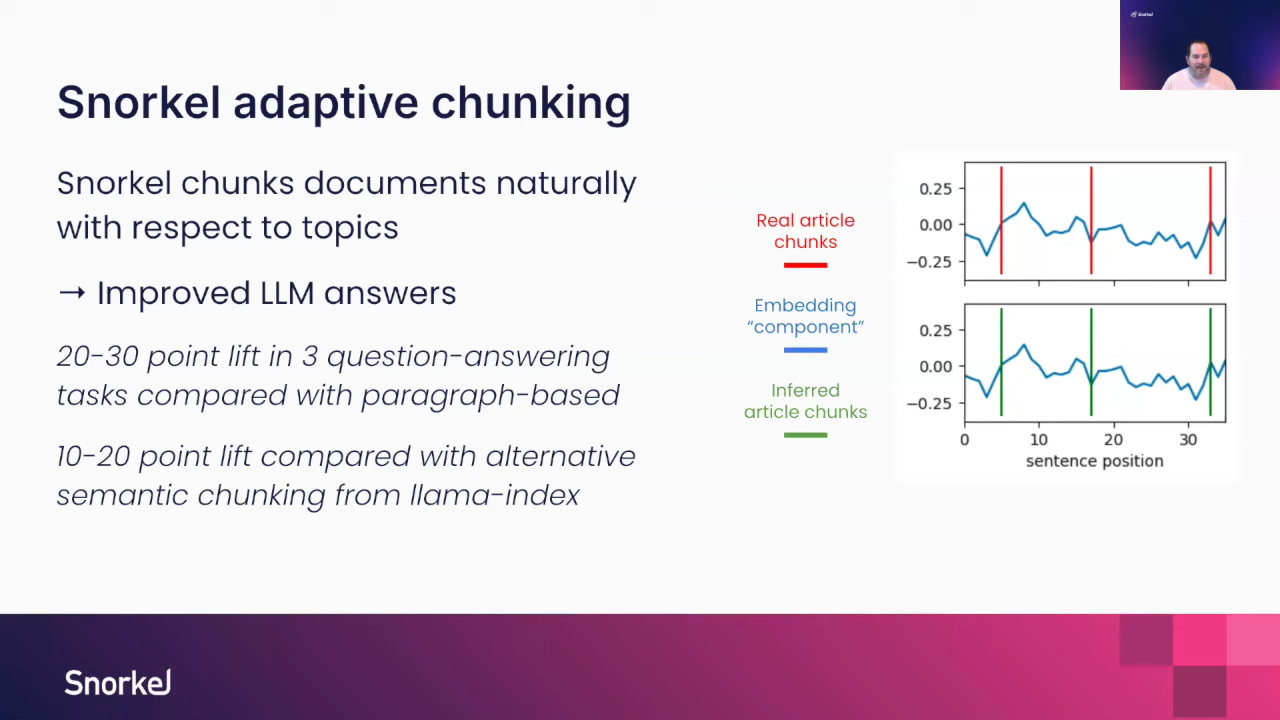 Snorkel
Snorkel adaptive chunking
Snorkel chunks documents naturally
with respect to topics
→ Improved LLM answers
20-30 point lift in 3 question-answering
tasks compared with paragraph-based
10-20 point lift compared with alternative
semantic chunking from llama-index
Real article
chunks
Embedding
“component”
Inferred
article chunks
0.25
0.00
−0.25
0.25
0.00
−0.25
0 10 20 30
sentence position
Snorkel